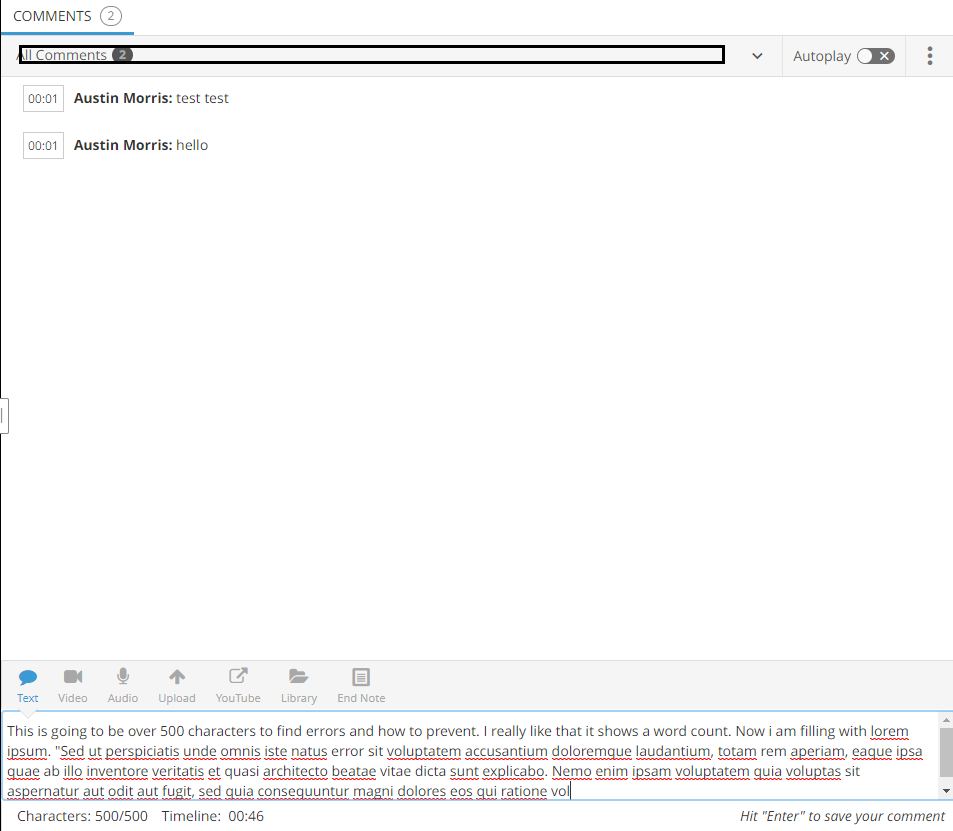 COMMENTS 2
All Comments 2 Autoplay
00:01 Austin Morris: test test
00:01 Austin Morris: hello
Text Video Audio Upload YouTube Library End Note
This is going to be over 500 characters to find errors and how to prevent. I really like that it shows a word count. Now i am filling with lorem
ipsum. "Sed ut perspiciatis unde omnis iste natus error sit voluptatem accusantium doloremque laudantium, totam rem aperiam, eaque ipsa
quae ab illo inventore veritatis et quasi architecto beatae vitae dicta sunt explicabo. Nemo enim ipsam voluptatem quia voluptas sit
aspernatur aut odit aut fugit, sed quia consequuntur magni dolores eos qui ratione vol
Characters: 500/500 Timeline: 00:46 Hit "Enter" to save your comment